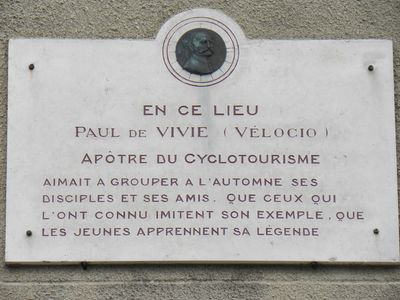 EN CE LIEU
PAUL DE VIVIE (VÉLOCIO)
APÔTRE DU CYCLOTOURISME
AIMAIT A GROUPER A L'AUTOMNE SES
DISCIPLES ET SES AMIS. QUE CEUX QUI
L'ONT CONNU IMITENT SON EXEMPLE, QUE
LES JEUNES APPRENNENT SA LÉGENDE